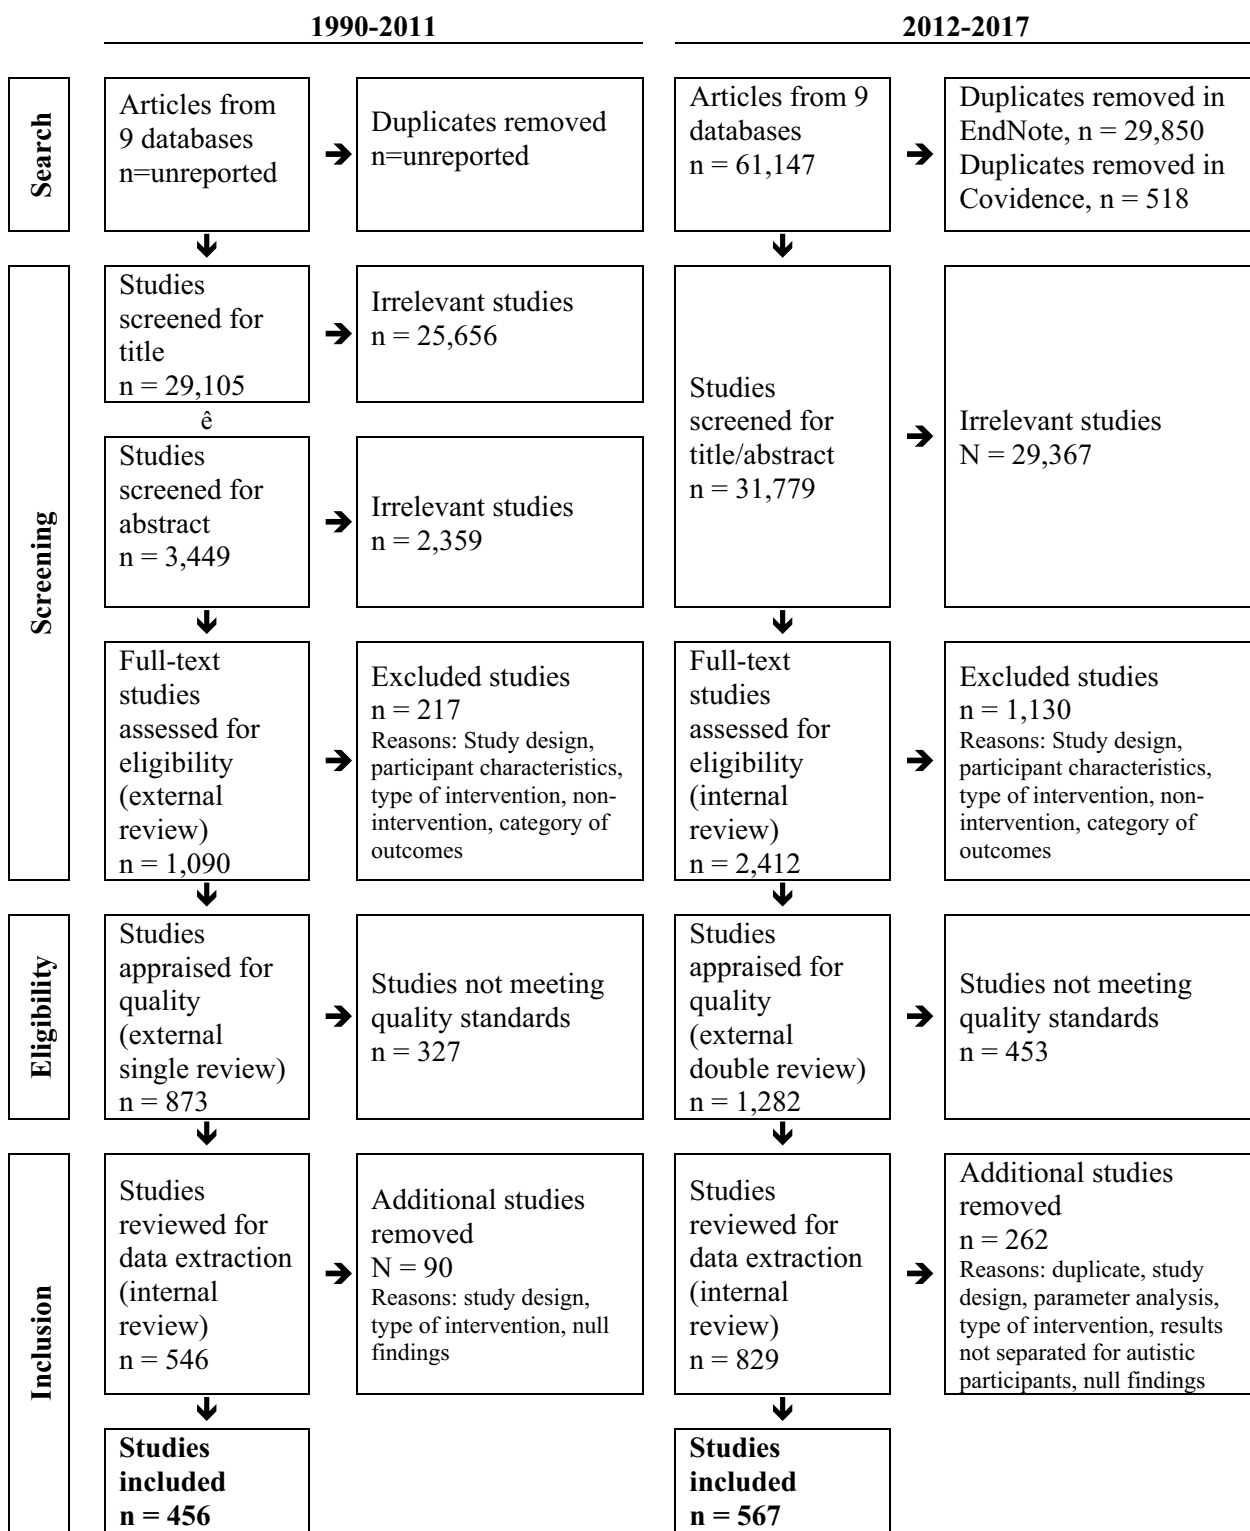 1990-2011
2012-2017
Search
Articles from
9 databases
n=unreported
Duplicates removed
n=unreported
Articles from 9
databases
n = 61,147
Duplicates removed in
EndNote, n = 29,850
Duplicates removed in
Covidence, n = 518
Screening
Studies
screened for
title
n = 29,105
Irrelevant studies
n = 25,656
ê
Studies
screened for
abstract
n = 3,449
Irrelevant studies
n = 2,359
Studies
screened for
title/abstract
n = 31,779
Irrelevant studies
N = 29,367
Full-text
studies
assessed for
eligibility
(external
review)
n = 1,090
Excluded studies
n = 217
Reasons: Study design,
participant characteristics,
type of intervention, non-
intervention, category of
outcomes
Full-text
studies
assessed for
eligibility
(internal
review)
n = 2,412
Excluded studies
n = 1,130
Reasons: Study design,
participant characteristics,
type of intervention, non-
intervention, category of
outcomes
Eligibility
Studies
appraised for
quality
(external
single review)
n = 873
Studies not meeting
quality standards
n = 327
Studies
appraised for
quality
(external
double review)
n = 1,282
Studies not meeting
quality standards
n = 453
Inclusion
Studies
reviewed for
data extraction
(internal
review)
n = 546
Additional studies
removed
N = 90
Reasons: study design,
type of intervention, null
findings
Studies
reviewed for
data extraction
(internal
review)
n = 829
Additional studies
removed
n = 262
Reasons: duplicate, study
design, parameter analysis,
type of intervention, results
not separated for autistic
participants, null findings
Studies
included
n = 456
Studies
included
n = 567